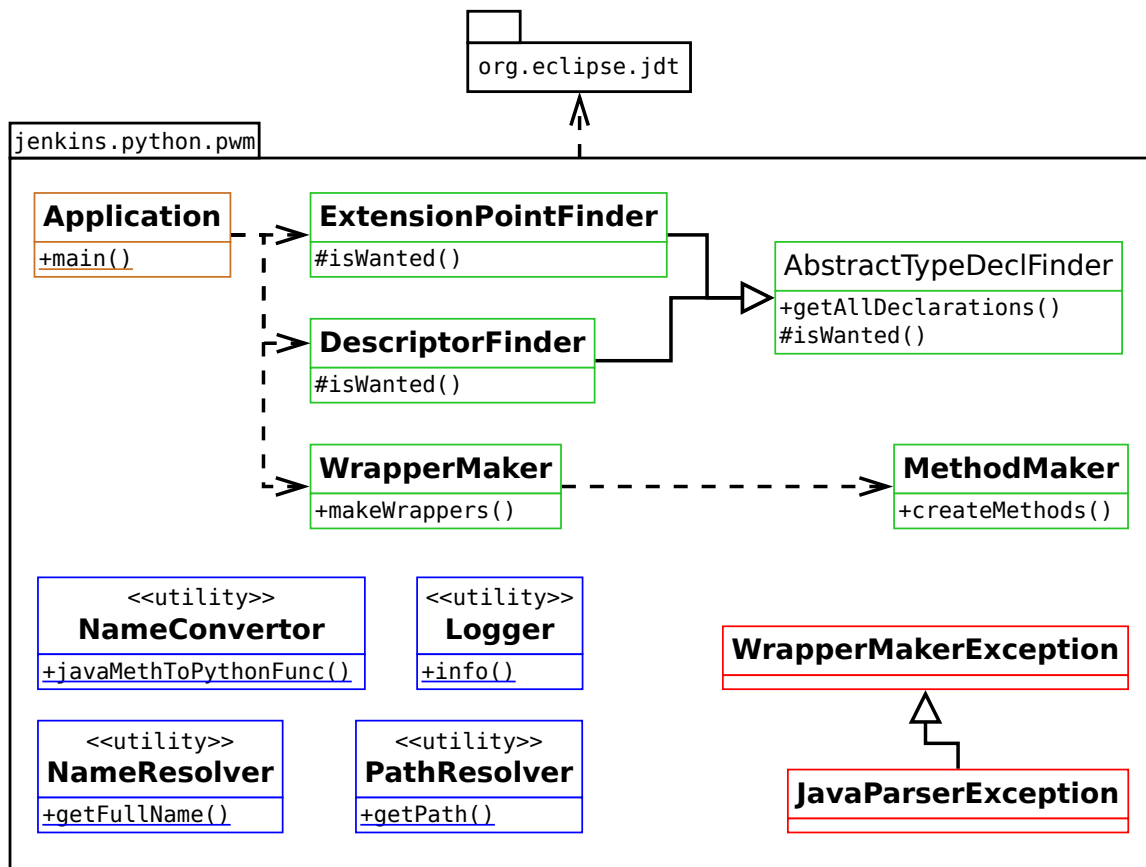 org.eclipse.jdt
jenkins.python.pwm
Application
+main()
ExtensionPointFinder
#isWanted()
AbstractTypeDeclFinder
+getAllDeclarations()
#isWanted()
DescriptorFinder
#isWanted()
WrapperMaker
+makeWrappers()
MethodMaker
+createMethods()
<<utility>>
NameConvertor
+javaMethToPythonFunc()
<<utility>>
Logger
+info()
WrapperMakerException
<<utility>>
NameResolver
+getFullName()
<<utility>>
PathResolver
+getPath()
JavaParserException